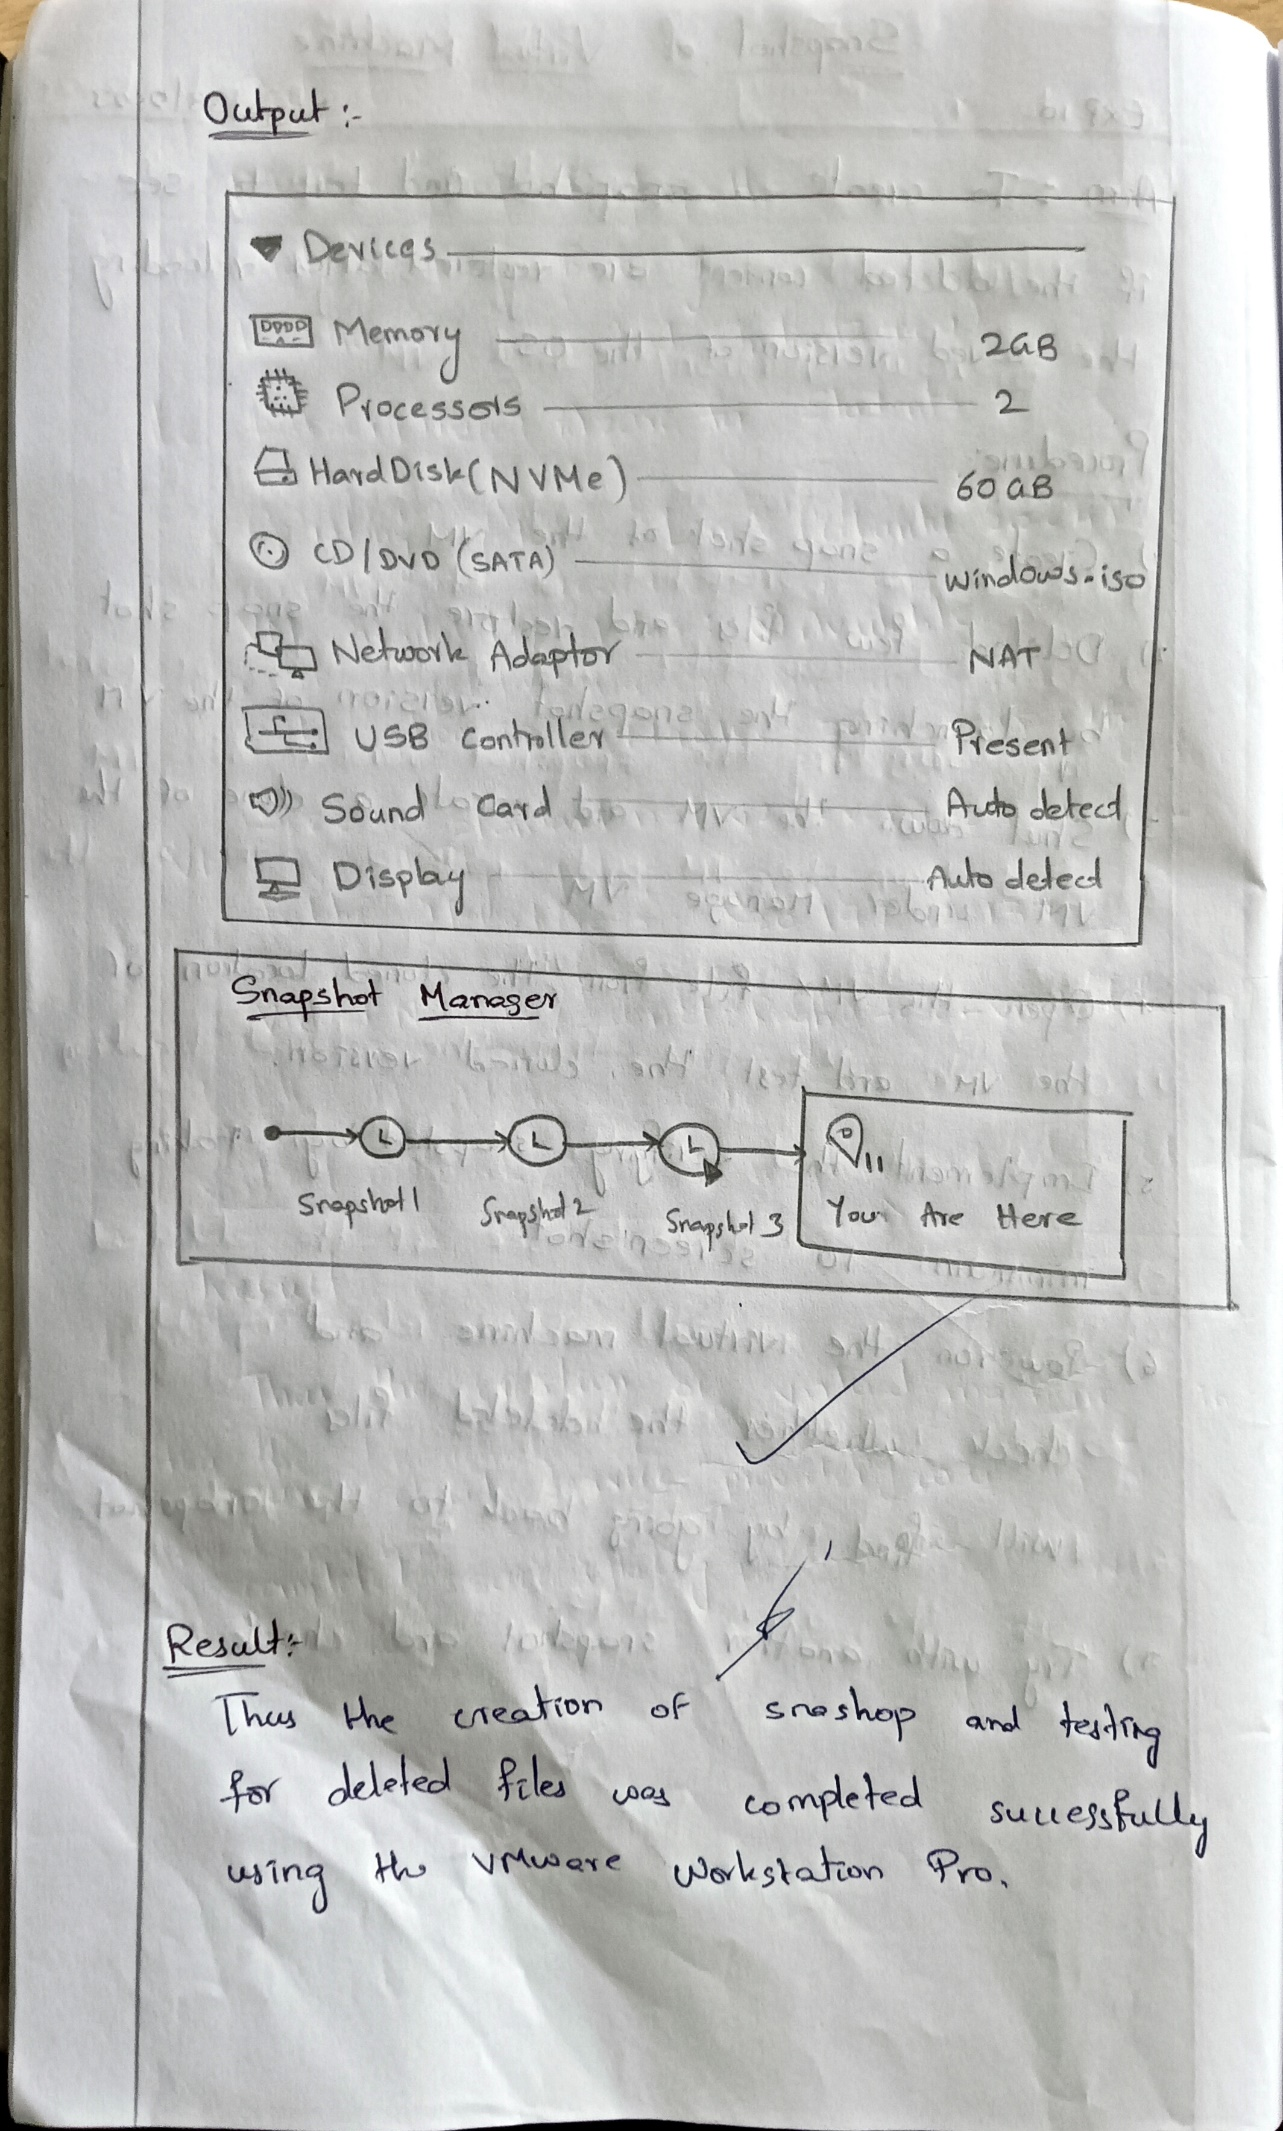 Output :-
Devices
Memory 2GB
Processors 2
Hard Disk (NVMe) 60 GB
CD/DVD (SATA) Windows.iso
Network Adaptor NAT
USB Controller Present
Sound Card Auto detect
Display Auto detect
Snapshot Manager
Snapshot 1 Snapshot 2 Snapshot 3 You Are Here
Result:-
Thus the creation of snashop and testing
for deleted files was completed successfully
using the VMware Workstation Pro.